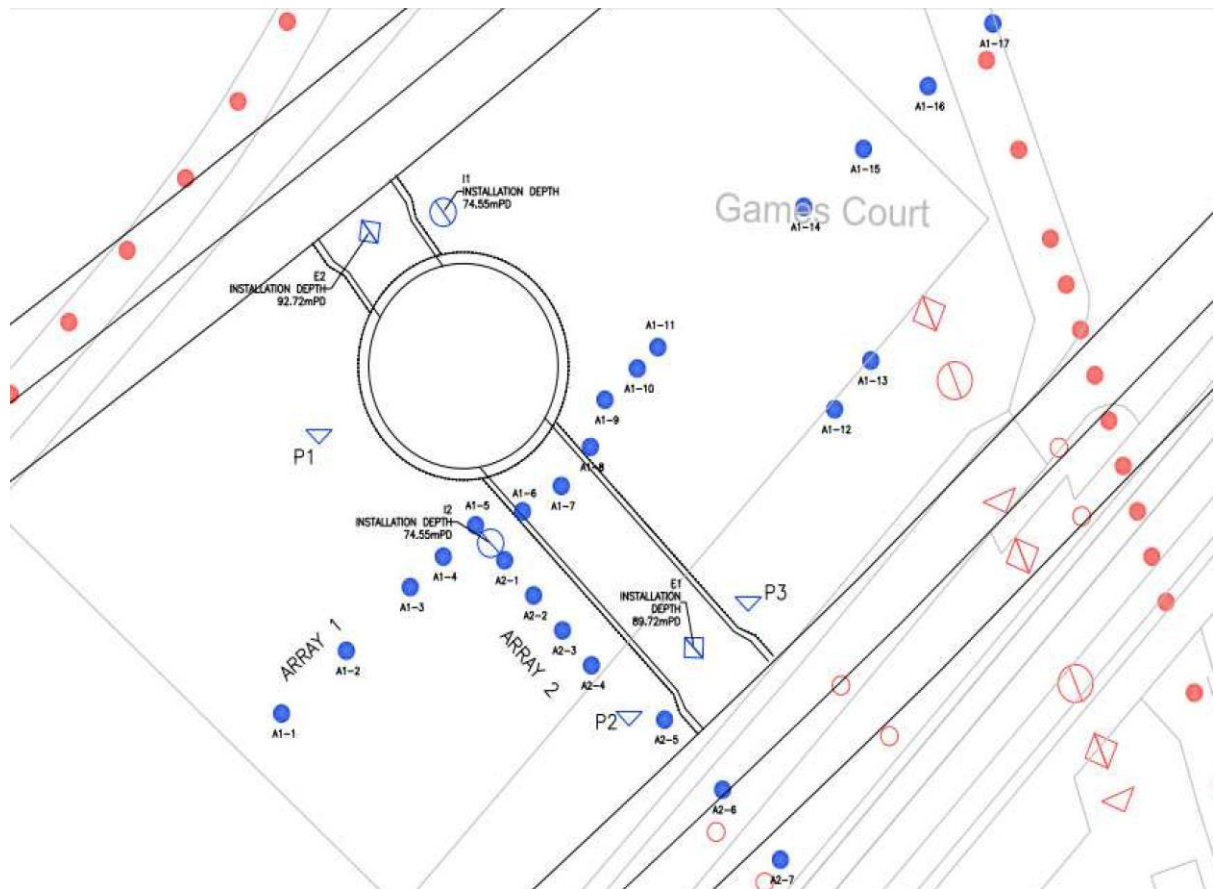 A1-17
A1-16
A1-15
I1
INSTALLATION DEPTH
74.55mPD
Games Court
A1-14
E2
INSTALLATION DEPTH
92.72mPD
A1-11
A1-10
A1-13
A1-9
A1-12
P1
A1-8
A1-6
A1-7
A1-5
I2
INSTALLATION DEPTH
74.55mPD
A1-4
A2-1
A1-3
A2-2
E1
INSTALLATION
DEPTH
89.72mPD
P3
A2-3
ARRAY 1
ARRAY 2
A1-2
A2-4
P2
A1-1
A2-5
A2-6
A2-7